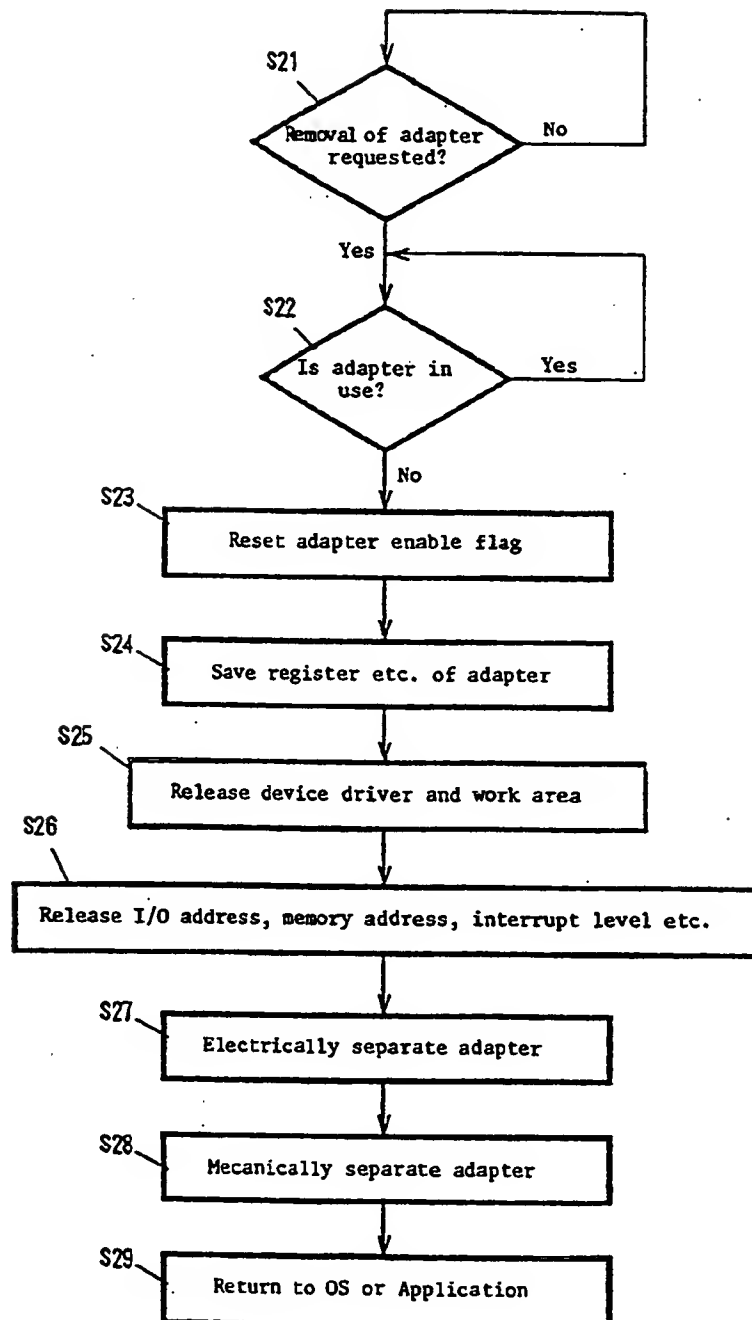 S21
Removal of adapter
requested?
No
Yes
S22
Is adapter in
use?
Yes
No
S23
Reset adapter enable flag
S24
Save register etc. of adapter
S25
Release device driver and work area
S26
Release I/O address, memory address, interrupt level etc.
S27
Electrically separate adapter
S28
Mecanically separate adapter
S29
Return to OS or Application